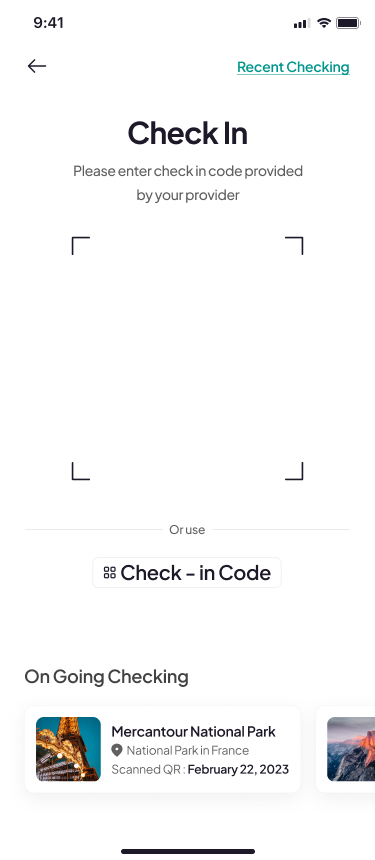 9:41
Recent Checking
Check In
Please enter check in code provided
by your provider
Or use
Check - in Code
On Going Checking
Mercantour National Park
National Park in France
Scanned QR : February 22, 2023